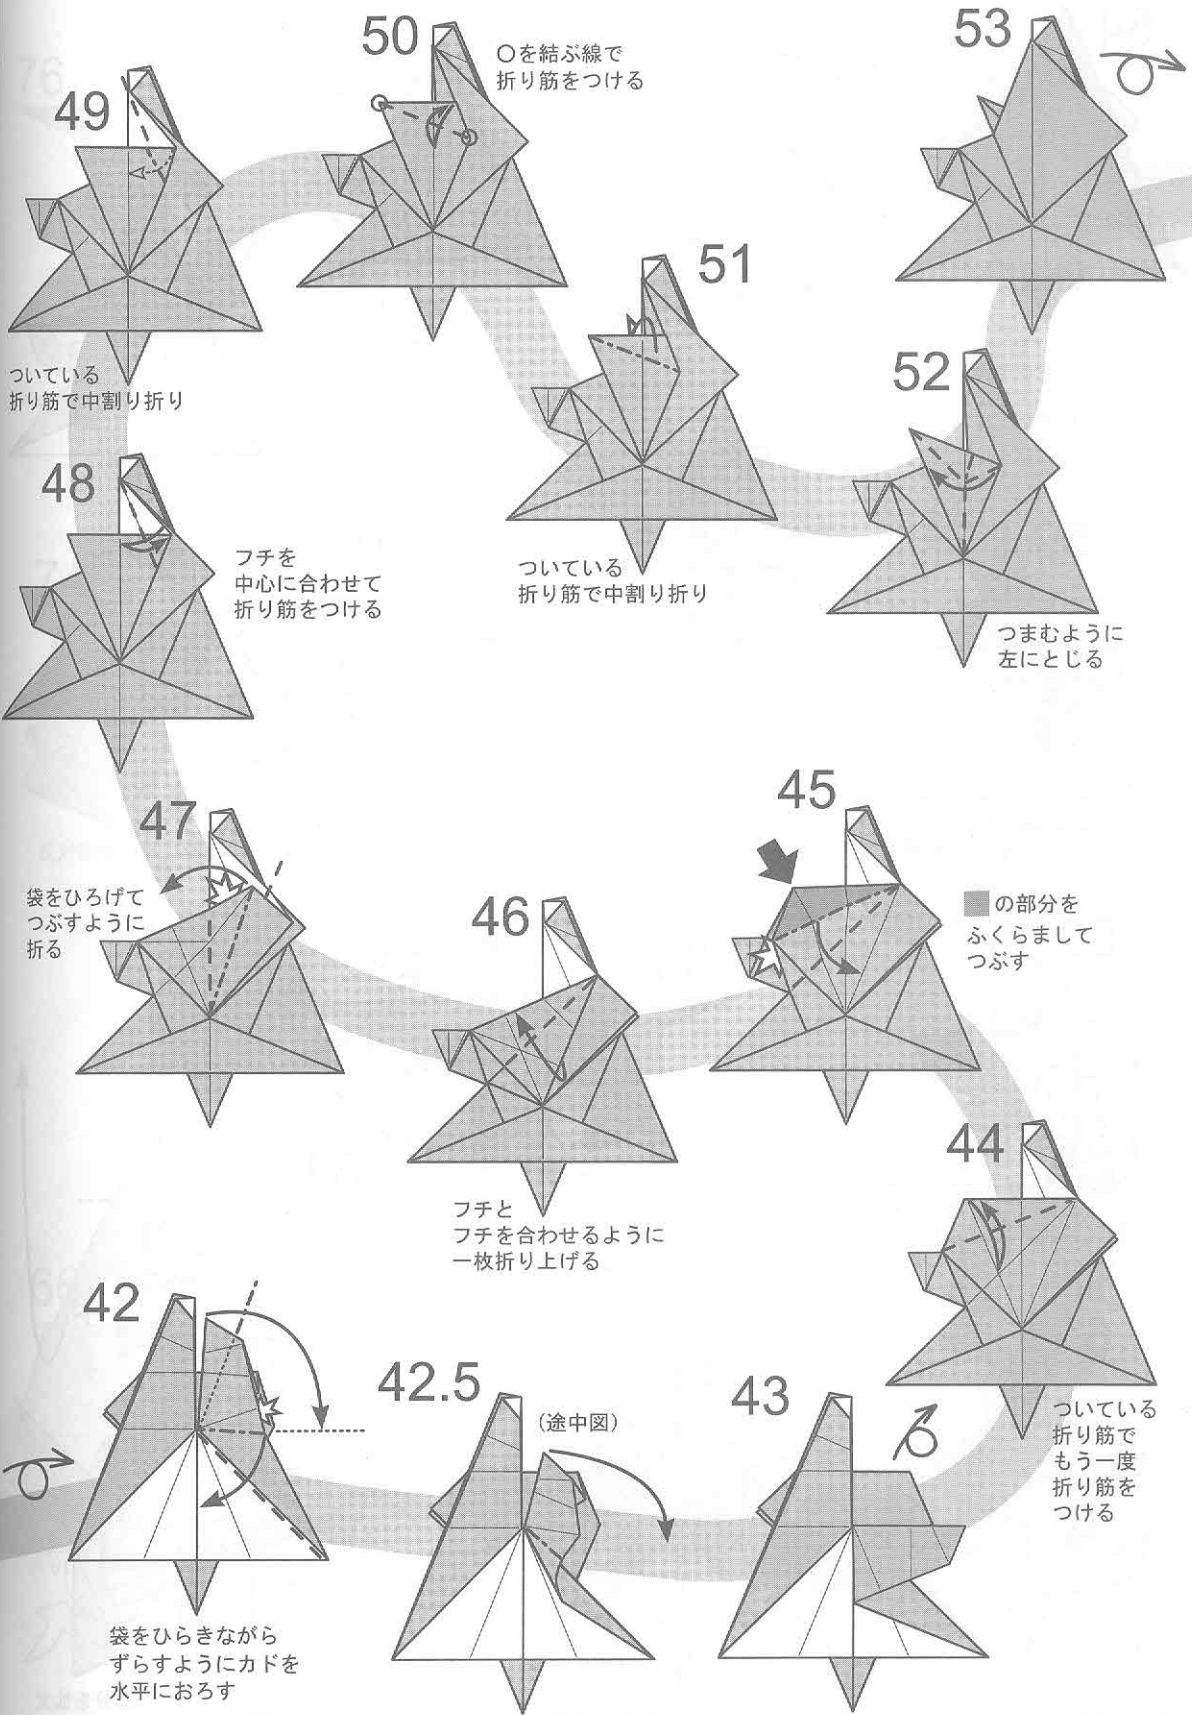 42
袋をひらきながら
ずらすようにカドを
水平におろす
42.5
(途中図)
43
44
ついている
折り筋で
もう一度
折り筋を
つける
45
の部分を
ふくらまして
つぶす
46
フチと
フチを合わせるように
一枚折り上げる
47
袋をひろげて
つぶすように
折る
48
フチを
中心に合わせて
折り筋をつける
49
ついている
折り筋で中割り折り
50
○を結ぶ線で
折り筋をつける
51
ついている
折り筋で中割り折り
52
つまむように
左にとじる
53